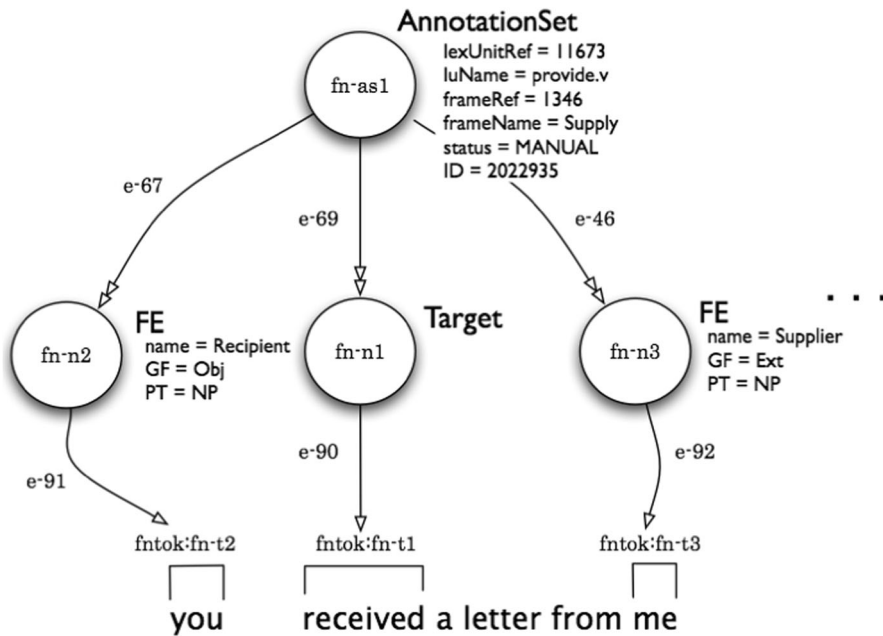 AnnotationSet
fn-as1
lexUnitRef = 11673
luName = provide.v
frameRef = 1346
frameName = Supply
status = MANUAL
ID = 2022935
e-67
e-69
e-46
. . .
fn-n2
FE
name = Recipient
GF = Obj
PT = NP
fn-n1
Target
fn-n3
FE
name = Supplier
GF = Ext
PT = NP
e-91
e-90
e-92
fntok:fn-t2
fntok:fn-t1
fntok:fn-t3
you received a letter from me